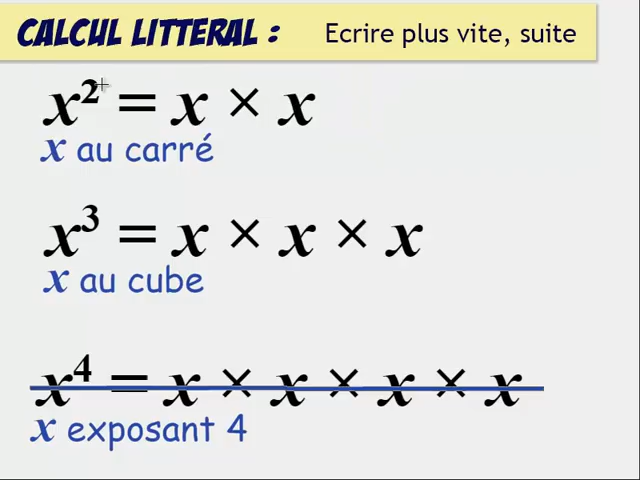 CALCUL LITTERAL : Ecrire plus vite, suite
x² = x × x
x au carré
x³ = x × x × x
x au cube
x⁴ = x × x × x × x
x exposant 4